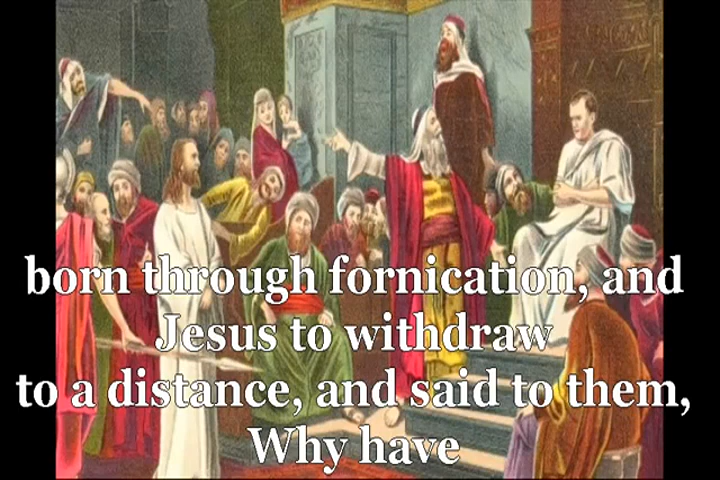 born through fornication, and
Jesus to withdraw
to a distance, and said to them,
Why have